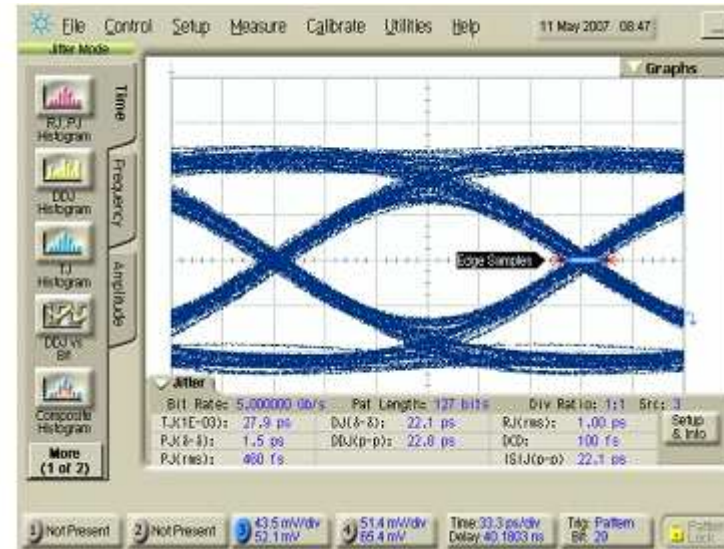 File Control Setup Measure Calibrate Utilities Help 11 May 2007 08:47
Jitter Mode
Graphs
Time
Frequency
Amplitude
RJ, PJ
Histogram
DDJ
Histogram
TJ
Histogram
DDJ vs
Bit
Composite
Histogram
More
(1 of 2)
Edge Samples
Jitter
Bit Rate: 5.000000 Gb/s Pat Length: 127 bits Div Ratio: 1:1 Src: 3
TJ(1E-03): 27.9 ps DJ(δ-δ): 22.1 ps RJ(rms): 1.00 ps
PJ(δ-δ): 1.5 ps DDJ(p-p): 22.8 ps DCD: 100 fs
PJ(rms): 460 fs ISIJ(p-p) 22.1 ps
Setup
& Info
1) Not Present 2) Not Present 3) 43.5 mV/div 4) 51.4 mV/div Time:33.3 ps/div Trig: Pattern Pattern
52.1 mV 65.4 mV Delay:40.1803 ns Bit: 20 Lock